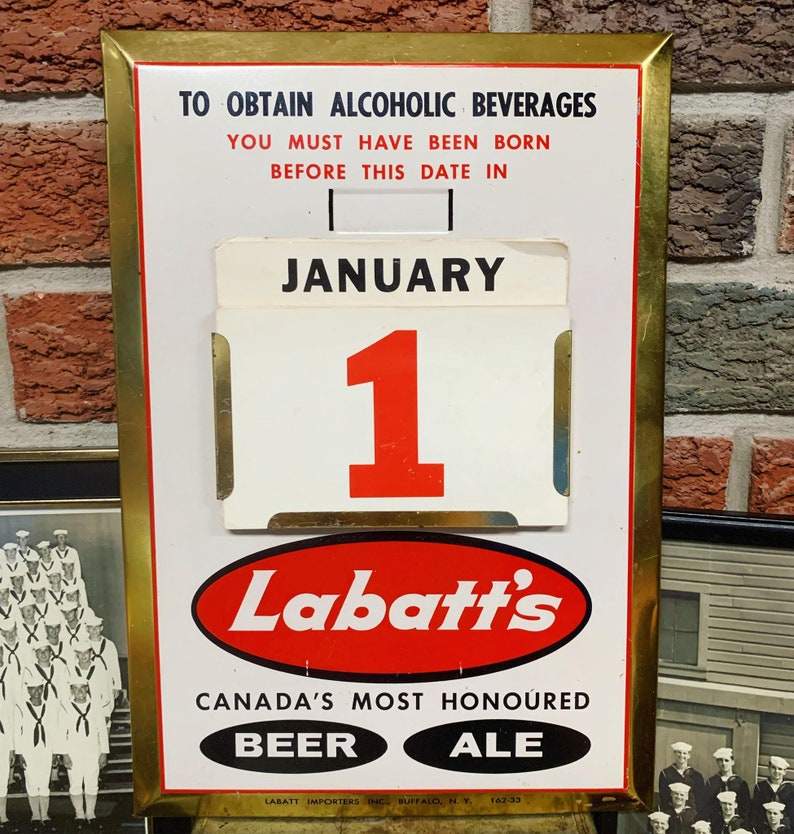 TO OBTAIN ALCOHOLIC BEVERAGES
YOU MUST HAVE BEEN BORN
BEFORE THIS DATE IN
JANUARY
1
Labatt's
CANADA'S MOST HONOURED
BEER ALE
LABATT IMPORTERS INC., BUFFALO, N. Y. 162-33